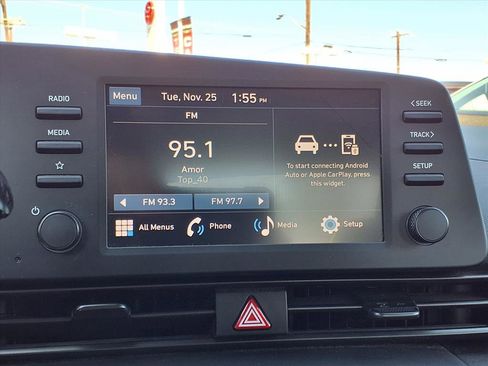 RADIO
MEDIA
Menu
Tue, Nov. 25
1:55 PM
FM
95.1
Amor
Top_40
FM 93.3
FM 97.7
To start connecting Android
Auto or Apple CarPlay, press
this widget.
All Menus
Phone
Media
Setup
< SEEK
TRACK >
SETUP